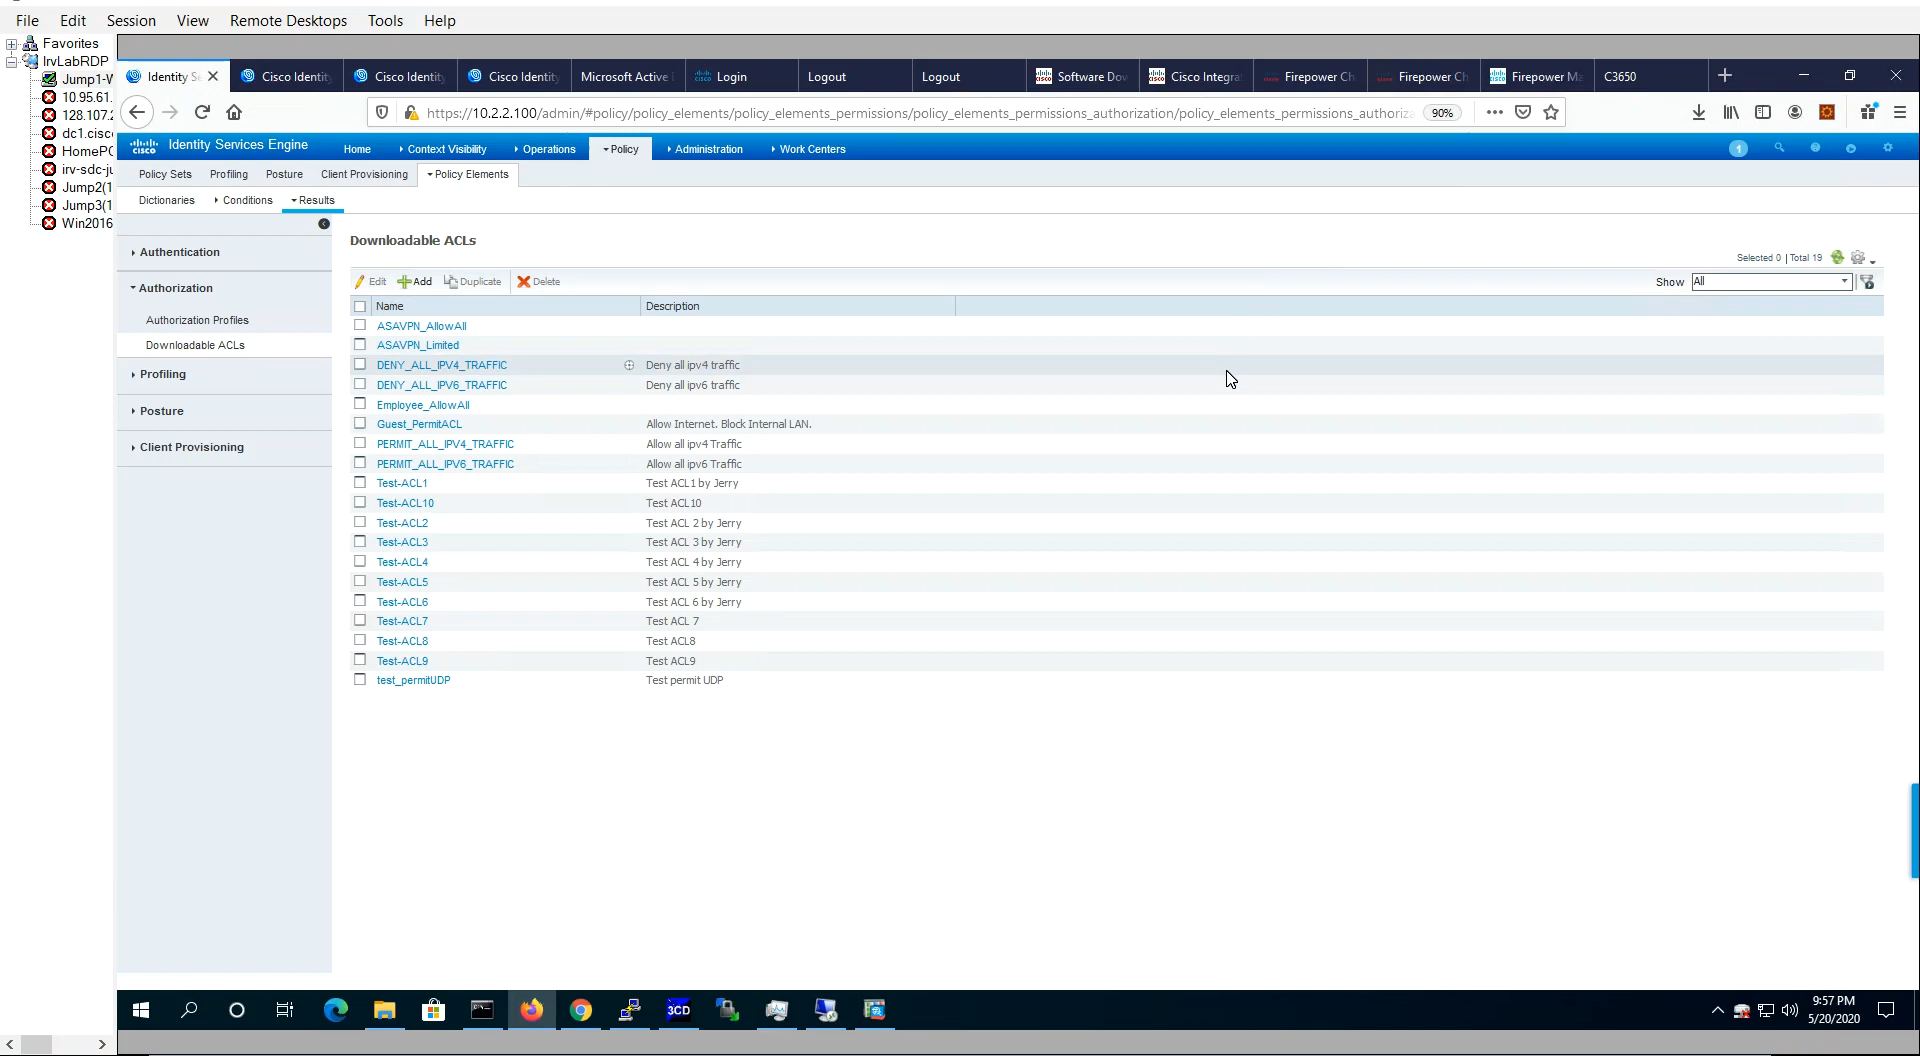 File Edit Session View Remote Desktops Tools Help
Favorites
IrvLabRDP
Jump1-W
10.95.61.
128.107.2
dc1.cisc
HomePC
irv-sdc-ju
Jump2(1
Jump3(1
Win2016
Identity Se Cisco Identit Cisco Identit Cisco Identit Microsoft Active Login Logout Logout Software Dow Cisco Integra Firepower Ch Firepower Ch Firepower Ma C3650
https://10.2.2.100/admin/#policy/policy_elements/policy_elements_permissions/policy_elements_permissions_authorization/policy_elements_permissions_authoriza 90%
cisco Identity Services Engine Home Context Visibility Operations Policy Administration Work Centers 1
Policy Sets Profiling Posture Client Provisioning Policy Elements
Dictionaries Conditions Results
Authentication
Authorization
Authorization Profiles
Downloadable ACLs
Profiling
Posture
Client Provisioning
Downloadable ACLs
Selected 0 | Total 19
Edit Add Duplicate Delete Show All
Name Description
ASAVPN_AllowAll
ASAVPN_Limited
DENY_ALL_IPV4_TRAFFIC Deny all ipv4 traffic
DENY_ALL_IPV6_TRAFFIC Deny all ipv6 traffic
Employee_AllowAll
Guest_PermitACL Allow Internet. Block Internal LAN.
PERMIT_ALL_IPV4_TRAFFIC Allow all ipv4 Traffic
PERMIT_ALL_IPV6_TRAFFIC Allow all ipv6 Traffic
Test-ACL1 Test ACL1 by Jerry
Test-ACL10 Test ACL10
Test-ACL2 Test ACL 2 by Jerry
Test-ACL3 Test ACL 3 by Jerry
Test-ACL4 Test ACL 4 by Jerry
Test-ACL5 Test ACL 5 by Jerry
Test-ACL6 Test ACL 6 by Jerry
Test-ACL7 Test ACL 7
Test-ACL8 Test ACL8
Test-ACL9 Test ACL9
test_permitUDP Test permit UDP
3CD
9:57 PM
5/20/2020